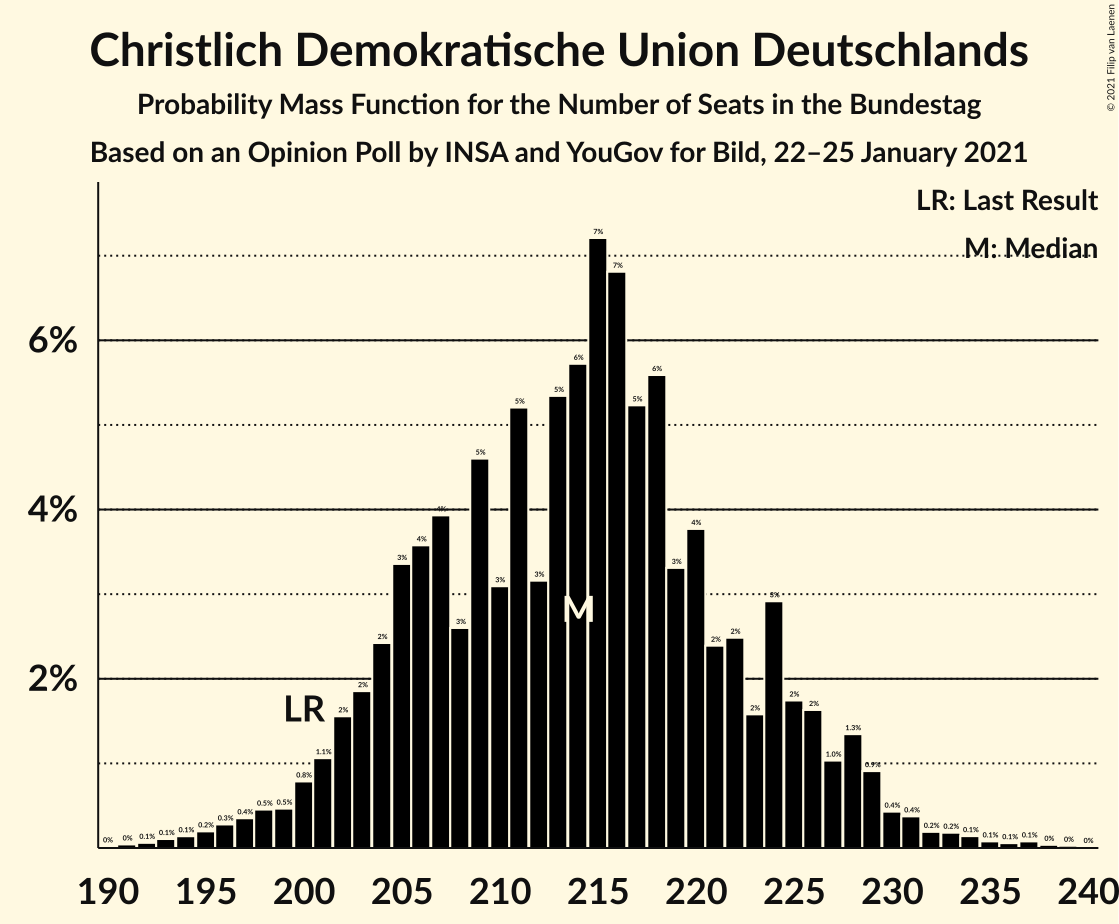 Christlich Demokratische Union Deutschlands
Probability Mass Function for the Number of Seats in the Bundestag
Based on an Opinion Poll by INSA and YouGov for Bild, 22–25 January 2021
© 2021 Filip van Laenen
LR: Last Result
M: Median
6%
4%
2%
0% 0% 0.1% 0.1% 0.1% 0.2% 0.3% 0.4% 0.5% 0.5% 0.8% 1.1% 2% 2% 2% 3% 4% 4% 3% 5% 3% 5% 3% 5% 6% 7% 7% 5% 6% 3% 4% 2% 2% 2% 3% 2% 2% 1.0% 1.3% 0.9% 0.4% 0.4% 0.2% 0.2% 0.1% 0.1% 0.1% 0.1% 0% 0% 0%
LR
M
190 195 200 205 210 215 220 225 230 235 240